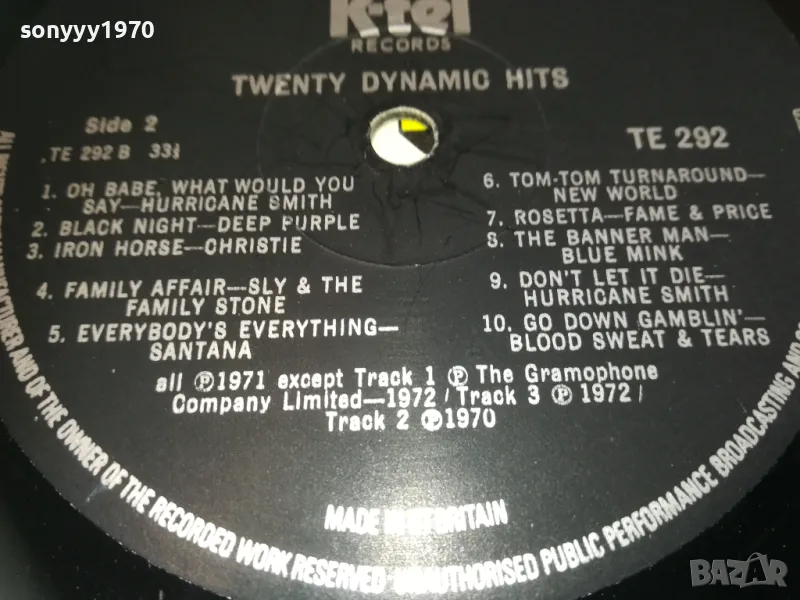 sonyyy1970
K-tel
RECORDS
TWENTY DYNAMIC HITS
Side 2
TE 292 B 33⅓
TE 292
1. OH BABE, WHAT WOULD YOU
SAY—HURRICANE SMITH
2. BLACK NIGHT—DEEP PURPLE
3. IRON HORSE—CHRISTIE
4. FAMILY AFFAIR—SLY & THE
FAMILY STONE
5. EVERYBODY'S EVERYTHING—
SANTANA
6. TOM-TOM TURNAROUND—
NEW WORLD
7. ROSETTA—FAME & PRICE
8. THE BANNER MAN—
BLUE MINK
9. DON'T LET IT DIE—
HURRICANE SMITH
10. GO DOWN GAMBLIN'—
BLOOD SWEAT & TEARS
all ℗1971 except Track 1 ℗ The Gramophone
Company Limited—1972/Track 3 ℗ 1972/
Track 2 ℗1970
MADE IN BRITAIN
MANUFACTURER AND OF THE OWNER OF THE RECORDED WORK RESERVED UNAUTHORISED PUBLIC PERFORMANCE BROADCASTING AND
BAZAR